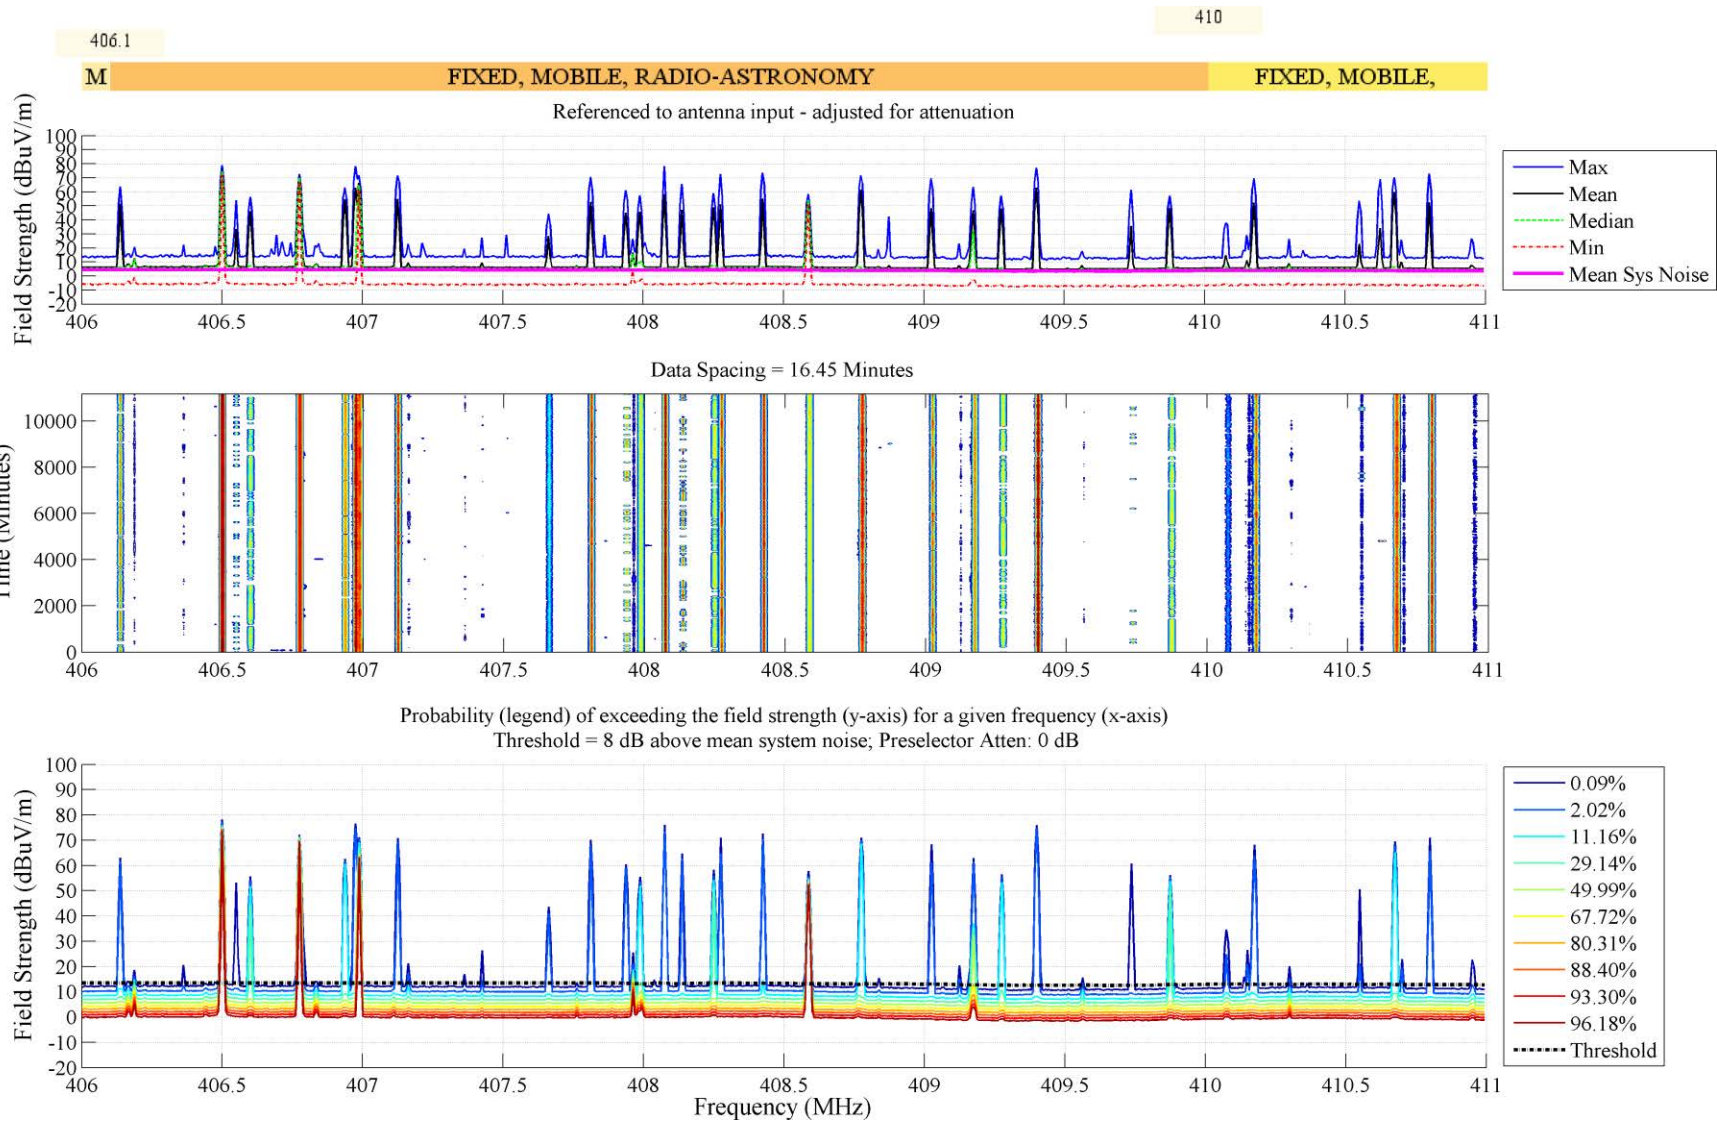 410
406.1
M FIXED, MOBILE, RADIO-ASTRONOMY FIXED, MOBILE,
Referenced to antenna input - adjusted for attenuation
Field Strength (dBuV/m)
100
90
80
70
60
50
40
30
20
10
0
-10
-20
406 406.5 407 407.5 408 408.5 409 409.5 410 410.5 411
Max
Mean
Median
Min
Mean Sys Noise
Data Spacing = 16.45 Minutes
Time (Minutes)
10000
8000
6000
4000
2000
0
406 406.5 407 407.5 408 408.5 409 409.5 410 410.5 411
Probability (legend) of exceeding the field strength (y-axis) for a given frequency (x-axis)
Threshold = 8 dB above mean system noise; Preselector Atten: 0 dB
Field Strength (dBuV/m)
100
90
80
70
60
50
40
30
20
10
0
-10
-20
406 406.5 407 407.5 408 408.5 409 409.5 410 410.5 411
Frequency (MHz)
0.09%
2.02%
11.16%
29.14%
49.99%
67.72%
80.31%
88.40%
93.30%
96.18%
Threshold